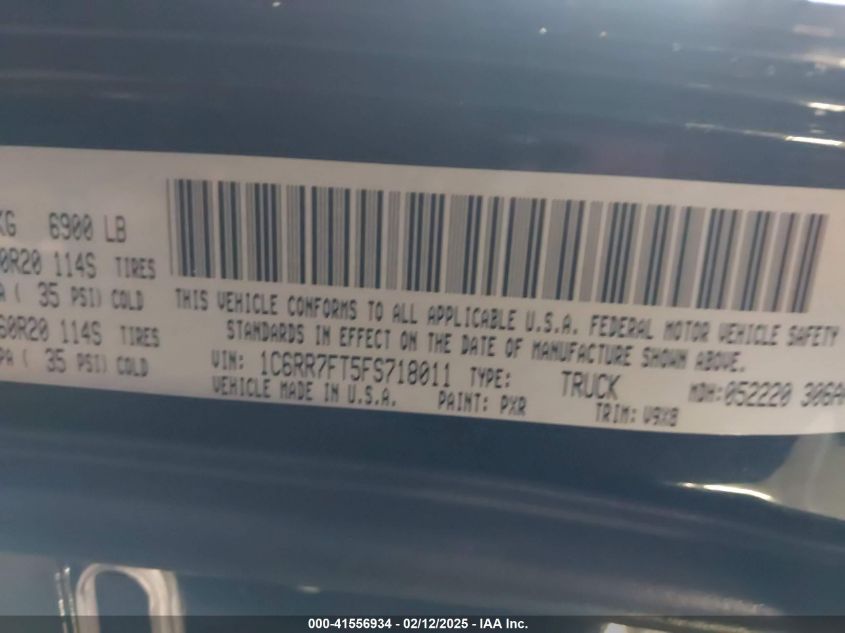 KG 6900 LB
0R20 114S TIRES
A ( 35 PSI) COLD
60R20 114S TIRES
PA ( 35 PSI) COLD
THIS VEHICLE CONFORMS TO ALL APPLICABLE U.S.A. FEDERAL MOTOR VEHICLE SAFETY
STANDARDS IN EFFECT ON THE DATE OF MANUFACTURE SHOWN ABOVE.
VIN: 1C6RR7FT5FS718011 TYPE: TRUCK MDH: 052220 306A
VEHICLE MADE IN U.S.A. PAINT: PXR TRIM: V9X8
000-41556934 - 02/12/2025 - IAA Inc.